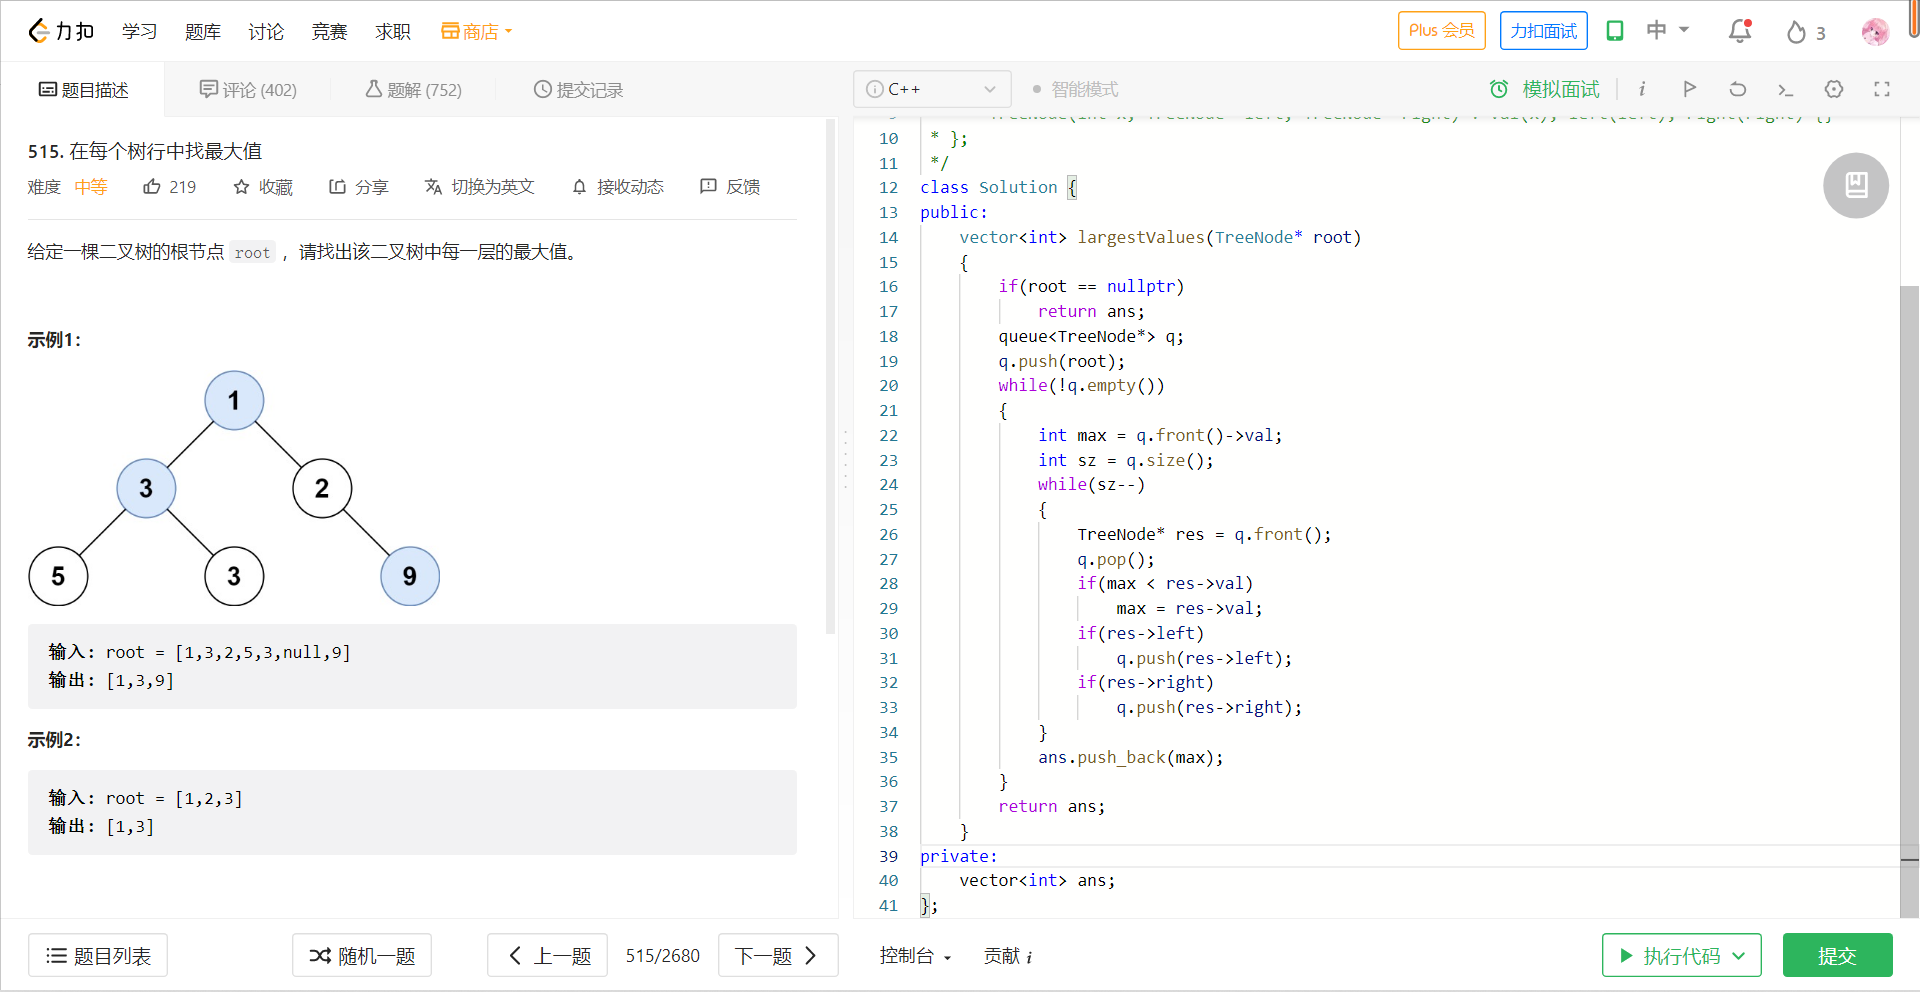 力扣 学习 题库 讨论 竞赛 求职 商店 Plus 会员 力扣面试 中 3
题目描述 评论 (402) 题解 (752) 提交记录
515. 在每个树行中找最大值
难度 中等 219 收藏 分享 切换为英文 接收动态 反馈
给定一棵二叉树的根节点 root ，请找出该二叉树中每一层的最大值。
示例1：
1
3 2
5 3 9
输入：root = [1,3,2,5,3,null,9]
输出：[1,3,9]
示例2：
输入：root = [1,2,3]
输出：[1,3]
题目列表 随机一题 上一题 515/2680 下一题
C++ 智能模式 模拟面试
10 * };
11 */
12 class Solution {
13 public:
14 vector<int> largestValues(TreeNode* root)
15 {
16 if(root == nullptr)
17 return ans;
18 queue<TreeNode*> q;
19 q.push(root);
20 while(!q.empty())
21 {
22 int max = q.front()->val;
23 int sz = q.size();
24 while(sz--)
25 {
26 TreeNode* res = q.front();
27 q.pop();
28 if(max < res->val)
29 max = res->val;
30 if(res->left)
31 q.push(res->left);
32 if(res->right)
33 q.push(res->right);
34 }
35 ans.push_back(max);
36 }
37 return ans;
38 }
39 private:
40 vector<int> ans;
41 };
控制台 贡献 i 执行代码 提交